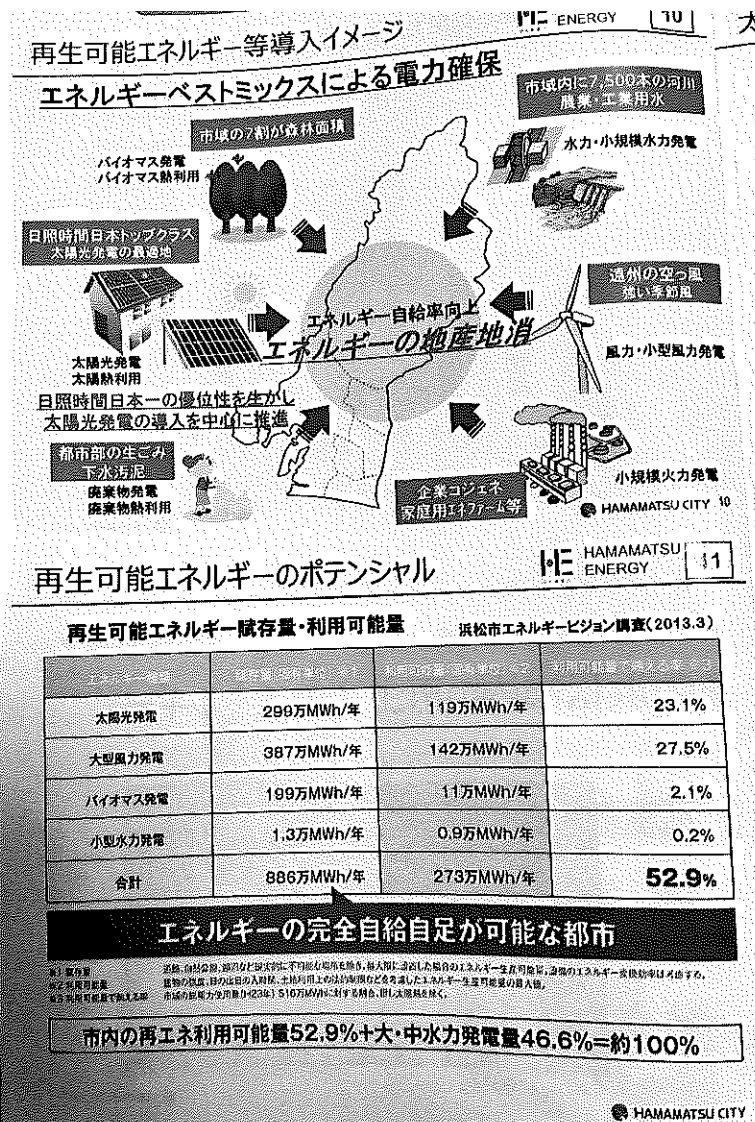 HE ENERGY 10
大
再生可能エネルギー等導入イメージ
エネルギーベストミックスによる電力確保
市域の7割が森林面積
バイオマス発電
バイオマス熱利用
市域内に7,500本の河川
農業・工業用水
水力・小規模水力発電
日照時間日本トップクラス
太陽光発電の最適地
太陽光発電
太陽熱利用
日照時間日本一の優位性を生かし
太陽光発電の導入を中心に推進
エネルギー自給率向上
エネルギーの地産地消
遠州の空っ風
強い季節風
風力・小型風力発電
都市部の生ごみ
下水汚泥
廃棄物発電
廃棄物熱利用
企業コジェネ
家庭用エネファーム等
小規模火力発電
HAMAMATSU CITY 10
再生可能エネルギーのポテンシャル
HE HAMAMATSU
ENERGY 11
再生可能エネルギー賦存量・利用可能量 浜松市エネルギービジョン調査(2013.3)
太陽光発電 299万MWh/年 119万MWh/年 23.1%
大型風力発電 387万MWh/年 142万MWh/年 27.5%
バイオマス発電 199万MWh/年 11万MWh/年 2.1%
小型水力発電 1.3万MWh/年 0.9万MWh/年 0.2%
合計 886万MWh/年 273万MWh/年 52.9%
エネルギーの完全自給自足が可能な都市
市内の再エネ利用可能量52.9%+大・中水力発電量46.6%=約100%
HAMAMATSU CITY